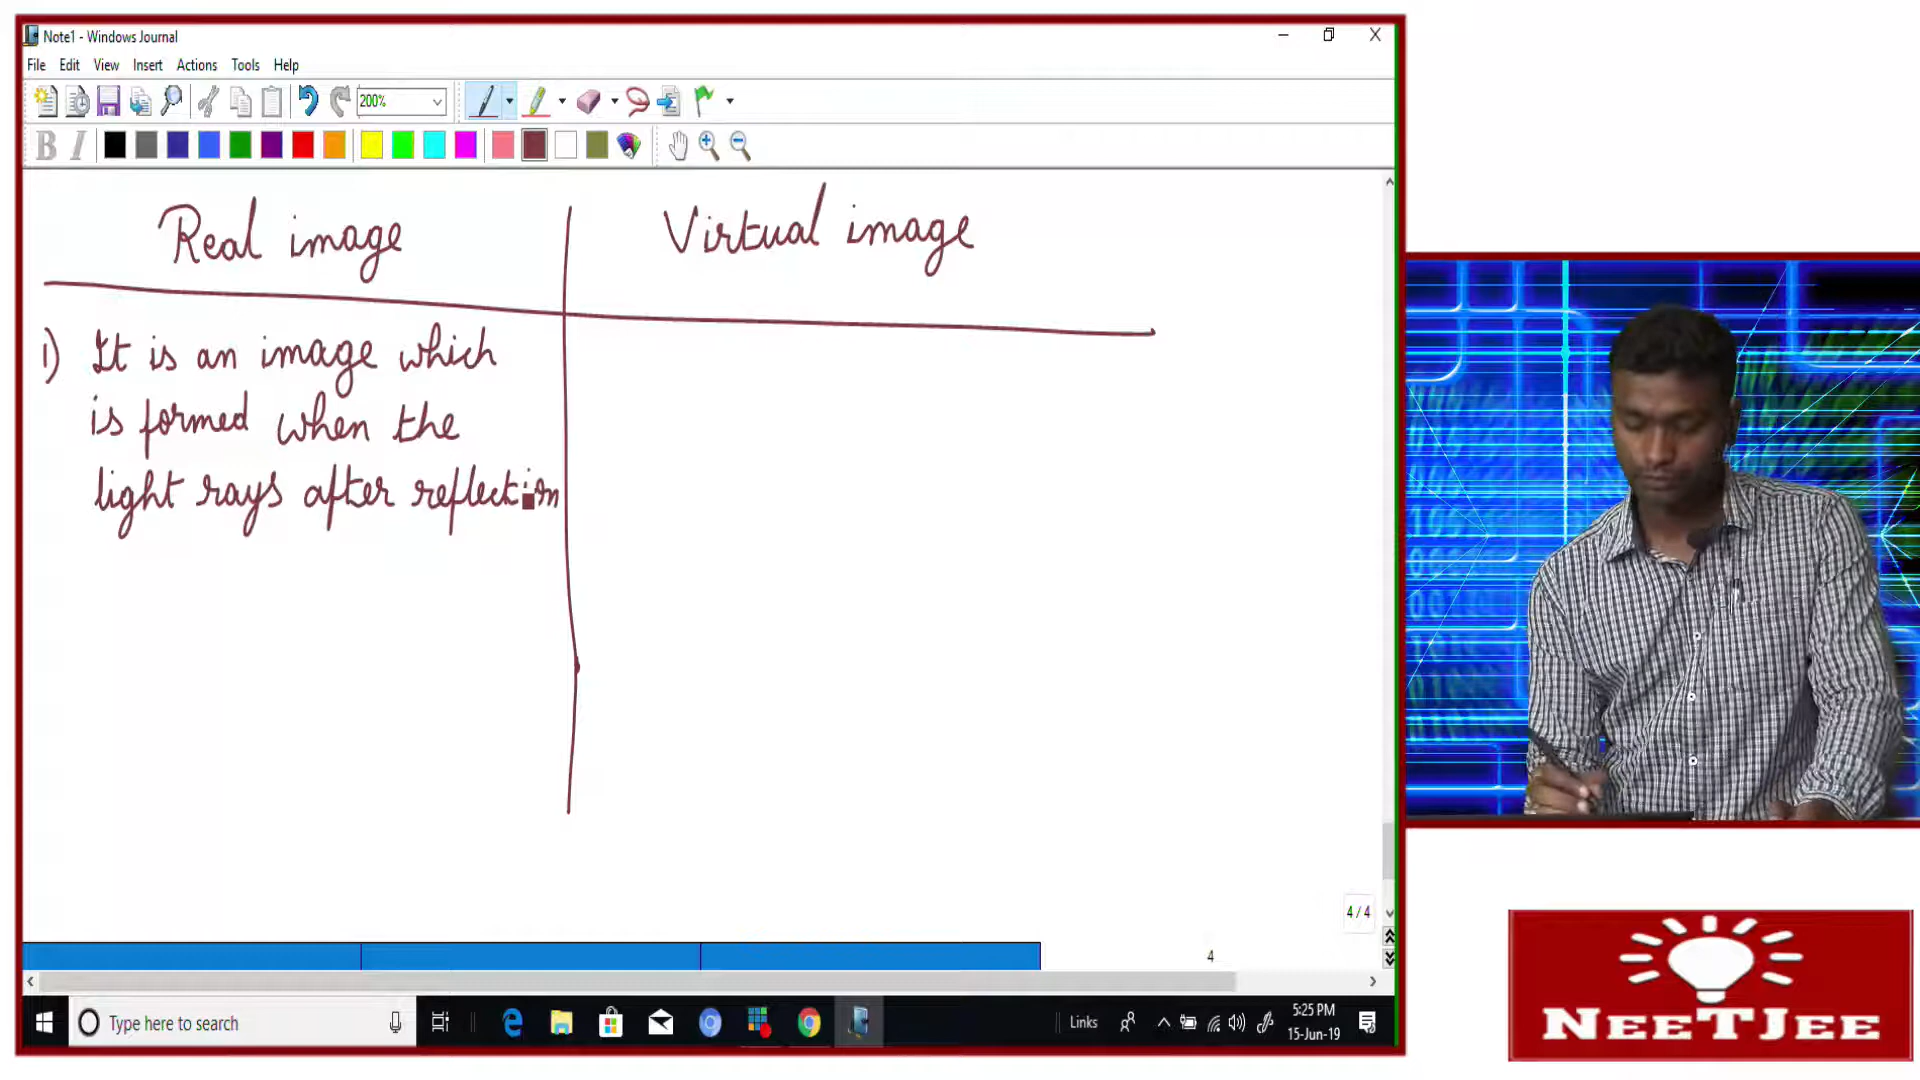 Note1 - Windows Journal
File Edit View Insert Actions Tools Help
200%
B I
Real image
Virtual image
1) It is an image which
is formed when the
light rays after reflection
4 / 4
4
Type here to search
Links
5:25 PM
15-Jun-19
NEETJEE